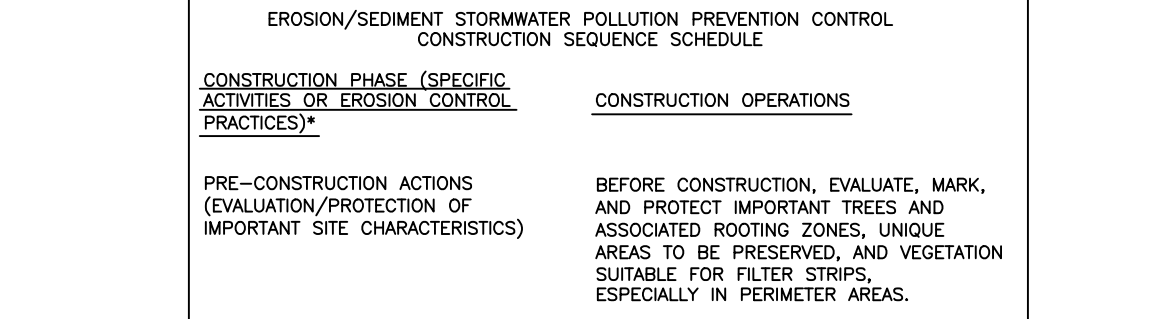 EROSION/SEDIMENT STORMWATER POLLUTION PREVENTION CONTROL
CONSTRUCTION SEQUENCE SCHEDULE
CONSTRUCTION PHASE (SPECIFIC
ACTIVITIES OR EROSION CONTROL
PRACTICES)*
CONSTRUCTION OPERATIONS
PRE-CONSTRUCTION ACTIONS
(EVALUATION/PROTECTION OF
IMPORTANT SITE CHARACTERISTICS)
BEFORE CONSTRUCTION, EVALUATE, MARK,
AND PROTECT IMPORTANT TREES AND
ASSOCIATED ROOTING ZONES, UNIQUE
AREAS TO BE PRESERVED, AND VEGETATION
SUITABLE FOR FILTER STRIPS,
ESPECIALLY IN PERIMETER AREAS.